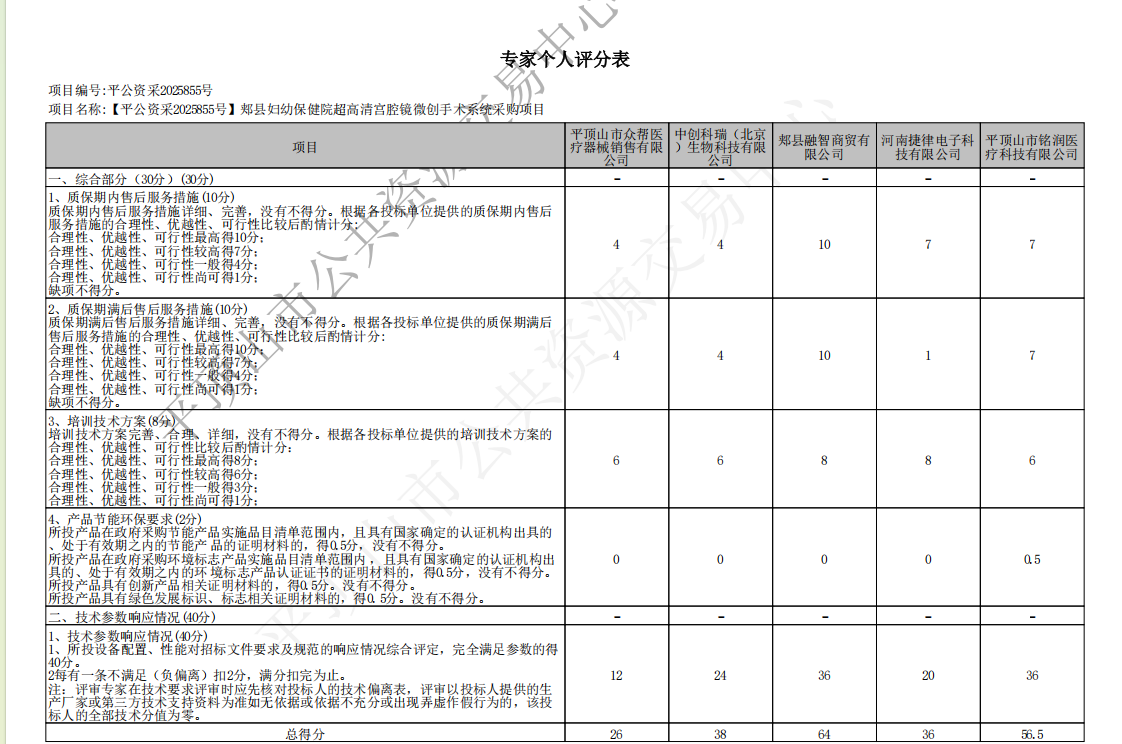 专家个人评分表
项目编号:平公资采2025855号
项目名称:【平公资采2025855号】郏县妇幼保健院超高清宫腔镜微创手术系统采购项目
项目
平顶山市众帮医
疗器械销售有限
公司
中创科瑞（北京
）生物科技有限
公司
郏县融智商贸有
限公司
河南捷律电子科
技有限公司
平顶山市铭润医
疗科技有限公司
一、综合部分（30分）(30分)
-
-
-
-
-
1、质保期内售后服务措施(10分)
质保期内售后服务措施详细、完善，没有不得分。根据各投标单位提供的质保期内售后
服务措施的合理性、优越性、可行性比较后酌情计分:
合理性、优越性、可行性最高得10分；
合理性、优越性、可行性较高得7分；
合理性、优越性、可行性一般得4分；
合理性、优越性、可行性尚可得1分；
缺项不得分。
4
4
10
7
7
2、质保期满后售后服务措施(10分)
质保期满后售后服务措施详细、完善，没有不得分。根据各投标单位提供的质保期满后
售后服务措施的合理性、优越性、可行性比较后酌情计分:
合理性、优越性、可行性最高得10分；
合理性、优越性、可行性较高得7分；
合理性、优越性、可行性一般得4分；
合理性、优越性、可行性尚可得1分；
缺项不得分。
4
4
10
1
7
3、培训技术方案(8分)
培训技术方案完善、合理、详细，没有不得分。根据各投标单位提供的培训技术方案的
合理性、优越性、可行性比较后酌情计分:
合理性、优越性、可行性最高得8分；
合理性、优越性、可行性较高得6分；
合理性、优越性、可行性一般得3分；
合理性、优越性、可行性尚可得1分；
6
6
8
8
6
4、产品节能环保要求(2分)
所投产品在政府采购节能产品实施品目清单范围内，且具有国家确定的认证机构出具的
、处于有效期之内的节能产品的证明材料的，得0.5分，没有不得分。
所投产品在政府采购环境标志产品实施品目清单范围内，且具有国家确定的认证机构出
具的、处于有效期之内的环境标志产品认证证书的证明材料的，得0.5分，没有不得分。
所投产品具有创新产品相关证明材料的，得0.5分。没有不得分。
所投产品具有绿色发展标识、标志相关证明材料的，得0.5分。没有不得分。
0
0
0
0
0.5
二、技术参数响应情况(40分)
-
-
-
-
-
1、技术参数响应情况(40分)
1、所投设备配置、性能对招标文件要求及规范的响应情况综合评定，完全满足参数的得
40分。
2每有一条不满足（负偏离）扣2分，满分扣完为止。
注: 评审专家在技术要求评审时应先核对投标人的技术偏离表，评审以投标人提供的生
产厂家或第三方技术支持资料为准如无依据或依据不充分或出现弄虚作假行为的，该投
标人的全部技术分值为零。
12
24
36
20
36
总得分
26
38
64
36
56.5
平顶山市公共资源交易中心
平顶山市公共资源交易中心